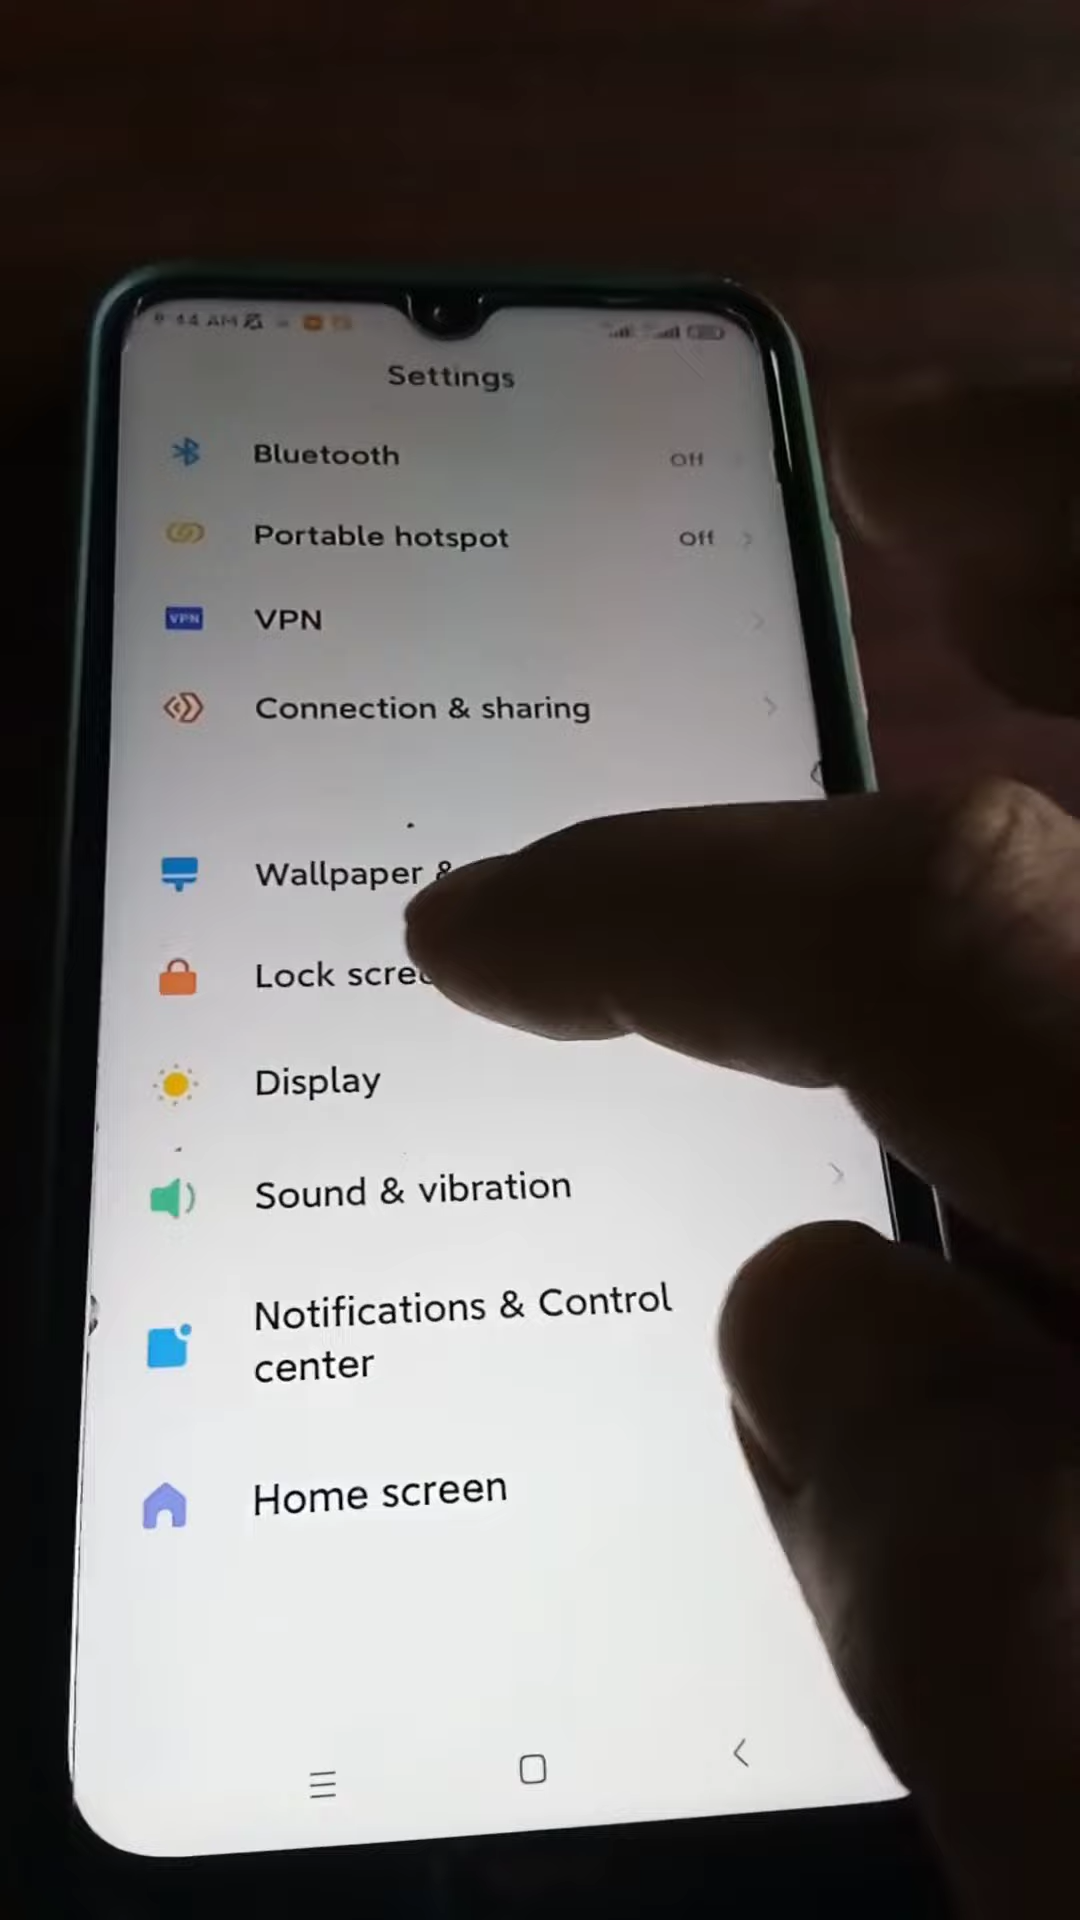 Settings
Bluetooth Off
Portable hotspot Off
VPN VPN
Connection & sharing
Wallpaper &
Lock
Display
Sound & vibration
Notifications & Control
center
Home screen